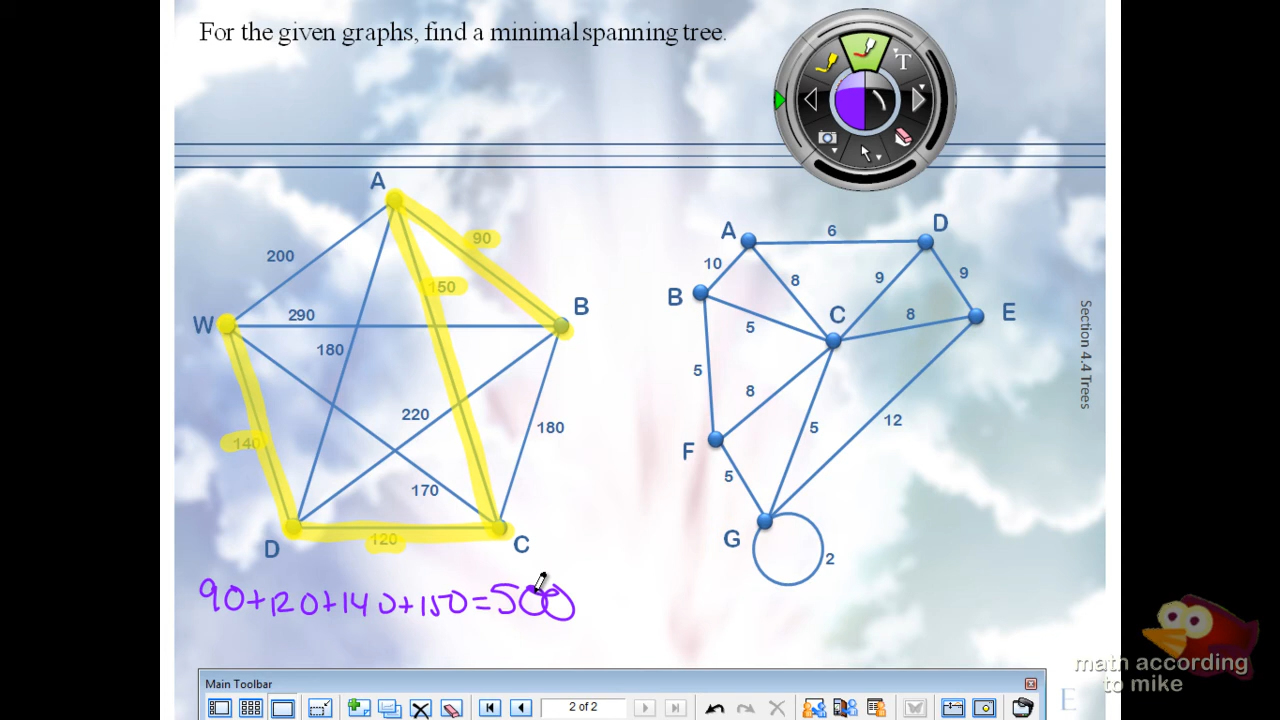 For the given graphs, find a minimal spanning tree.
T
A
90
200
150
W
290
B
180
220
180
140
170
D
120
C
90+120+140+150=500
A
6
D
10
8
9
9
B
C
8
E
5
5
8
12
F
5
5
G
2
Section 4.4 Trees
math according
to mike
E
Main Toolbar
2 of 2